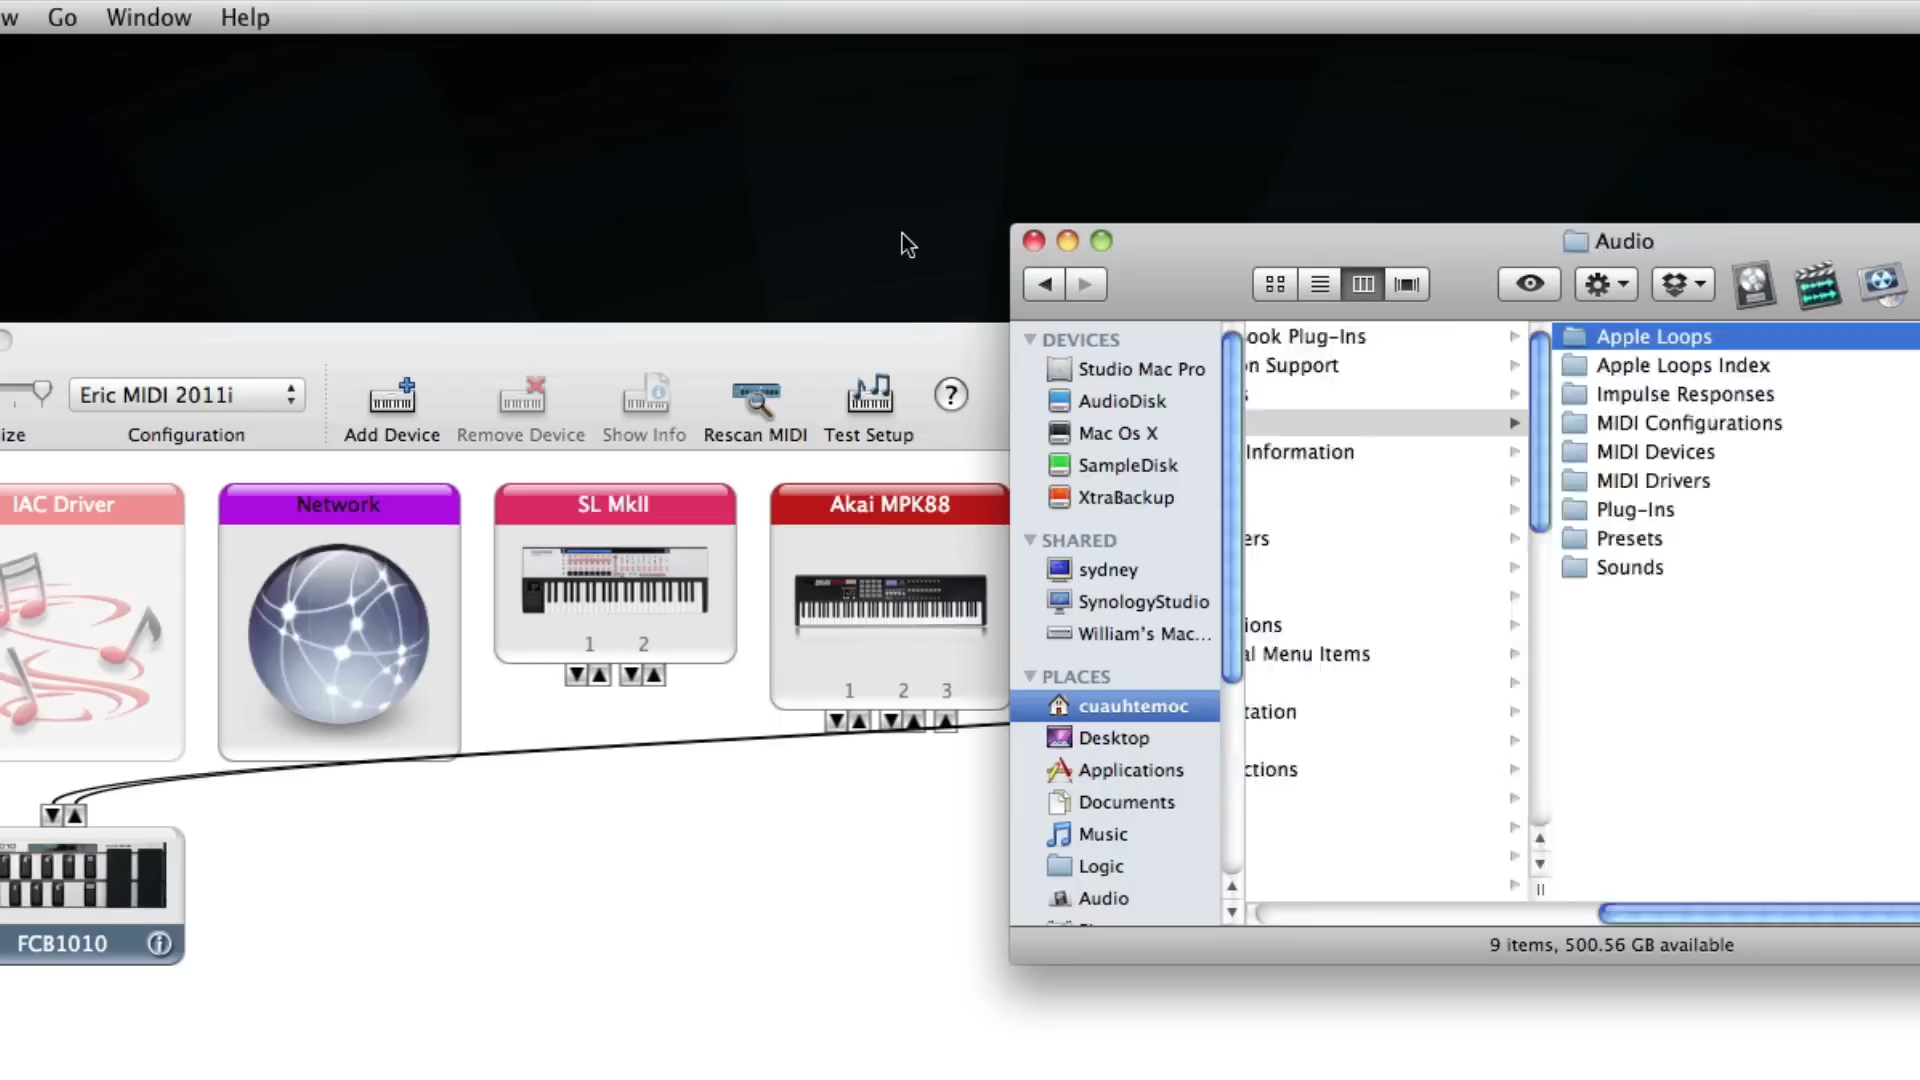 w Go Window Help
Audio
Eric MIDI 2011i
ize Configuration Add Device Remove Device Show Info Rescan MIDI Test Setup ?
IAC Driver
Network
SL MkII
1 2
Akai MPK88
1 2 3
FCB1010
DEVICES
Studio Mac Pro
AudioDisk
Mac Os X
SampleDisk
XtraBackup
SHARED
sydney
SynologyStudio
William's Mac...
PLACES
cuauhtemoc
Desktop
Applications
Documents
Music
Logic
Audio
ook Plug-Ins
n Support
s
Information
ers
ions
al Menu Items
tation
ctions
Apple Loops
Apple Loops Index
Impulse Responses
MIDI Configurations
MIDI Devices
MIDI Drivers
Plug-Ins
Presets
Sounds
9 items, 500.56 GB available